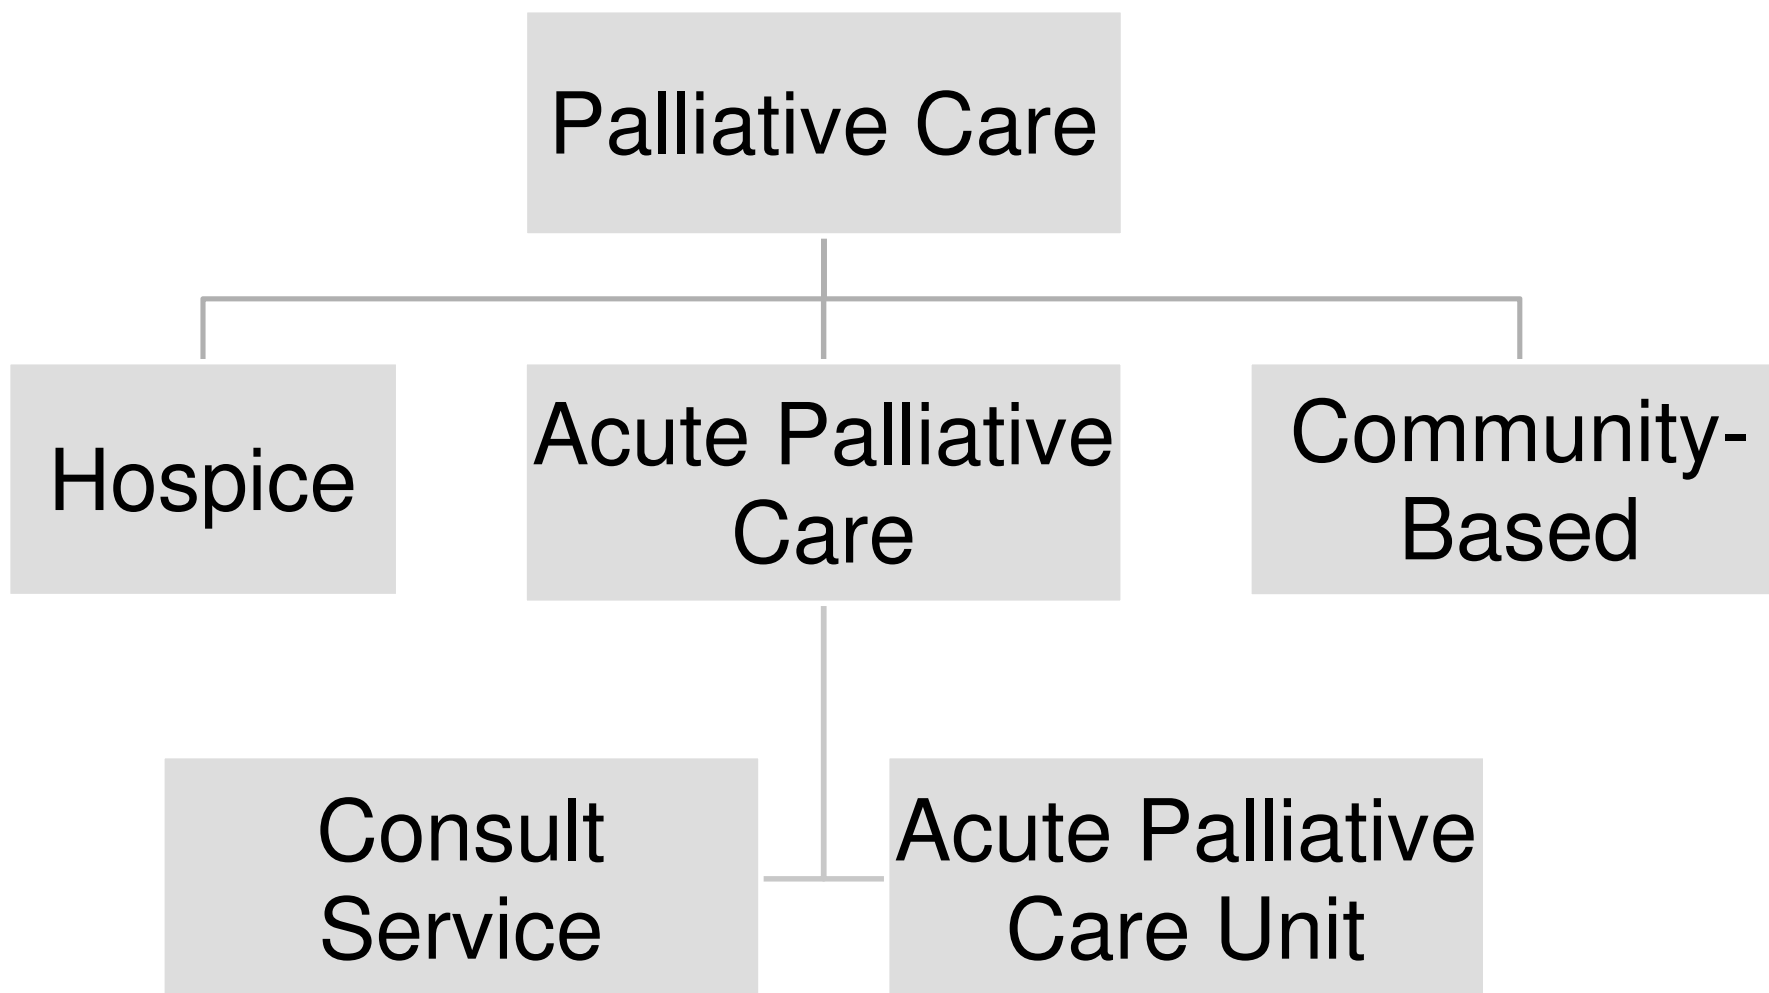 Palliative Care
Hospice
Acute Palliative
Care
Community-
Based
Consult
Service
Acute Palliative
Care Unit